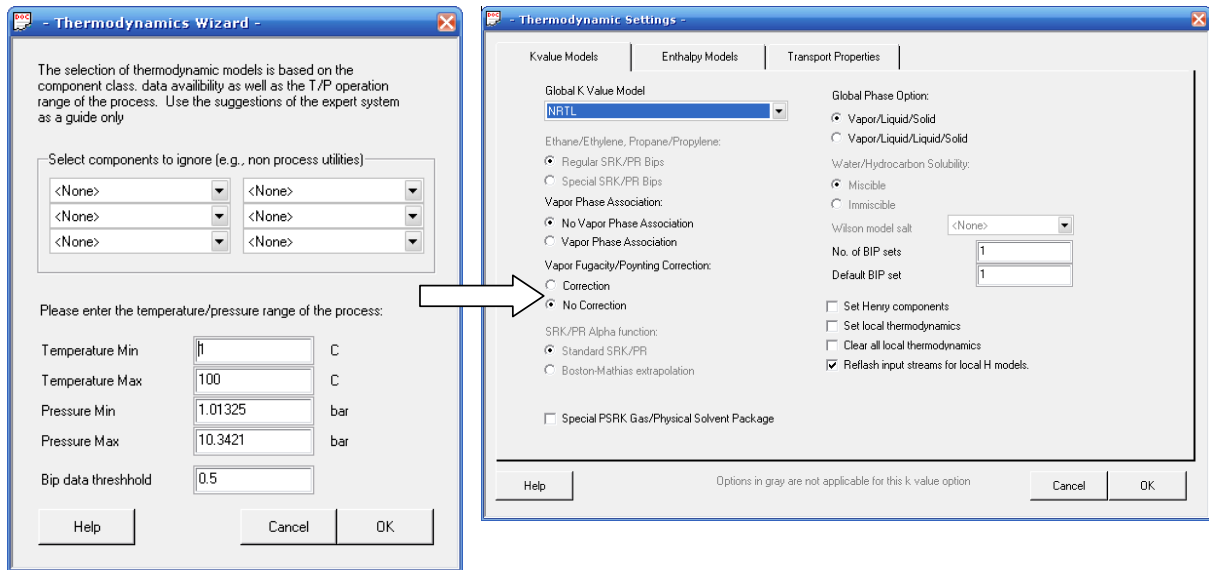 - Thermodynamics Wizard -
The selection of thermodynamic models is based on the
component class. data availibility as well as the T/P operation
range of the process. Use the suggestions of the expert system
as a guide only
Select components to ignore (e.g., non process utilities)
<None> <None>
<None> <None>
<None> <None>
Please enter the temperature/pressure range of the process:
Temperature Min 1 C
Temperature Max 100 C
Pressure Min 1.01325 bar
Pressure Max 10.3421 bar
Bip data threshhold 0.5
Help Cancel OK
- Thermodynamic Settings -
Kvalue Models Enthalpy Models Transport Properties
Global K Value Model
NRTL
Ethane/Ethylene, Propane/Propylene:
Regular SRK/PR Bips
Special SRK/PR Bips
Vapor Phase Association:
No Vapor Phase Association
Vapor Phase Association
Vapor Fugacity/Poynting Correction:
Correction
No Correction
SRK/PR Alpha function:
Standard SRK/PR
Boston-Mathias extrapolation
Special PSRK Gas/Physical Solvent Package
Global Phase Option:
Vapor/Liquid/Solid
Vapor/Liquid/Liquid/Solid
Water/Hydrocarbon Solubility:
Miscible
Immiscible
Wilson model salt <None>
No. of BIP sets 1
Default BIP set 1
Set Henry components
Set local thermodynamics
Clear all local thermodynamics
Reflash input streams for local H models.
Help Options in gray are not applicable for this k value option Cancel OK